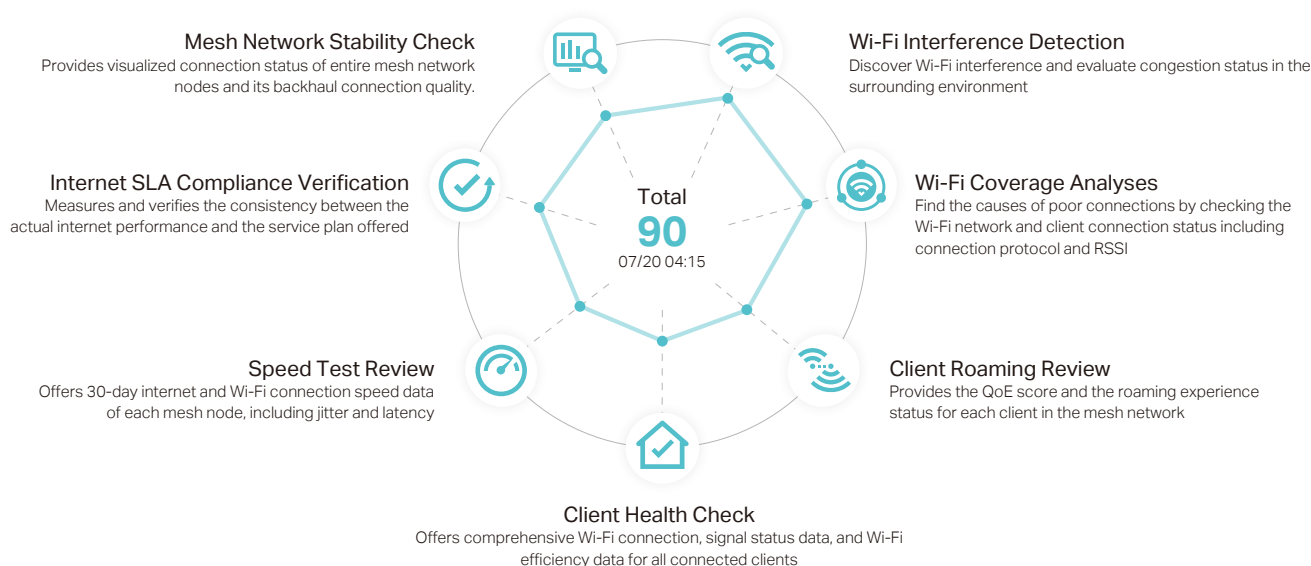 Mesh Network Stability Check
Provides visualized connection status of entire mesh network
nodes and its backhaul connection quality.
Wi-Fi Interference Detection
Discover Wi-Fi interference and evaluate congestion status in the
surrounding environment
Internet SLA Compliance Verification
Measures and verifies the consistency between the
actual internet performance and the service plan offered
Total
90
07/20 04:15
Wi-Fi Coverage Analyses
Find the causes of poor connections by checking the
Wi-Fi network and client connection status including
connection protocol and RSSI
Speed Test Review
Offers 30-day internet and Wi-Fi connection speed data
of each mesh node, including jitter and latency
Client Roaming Review
Provides the QoE score and the roaming experience
status for each client in the mesh network
Client Health Check
Offers comprehensive Wi-Fi connection, signal status data, and Wi-Fi
efficiency data for all connected clients